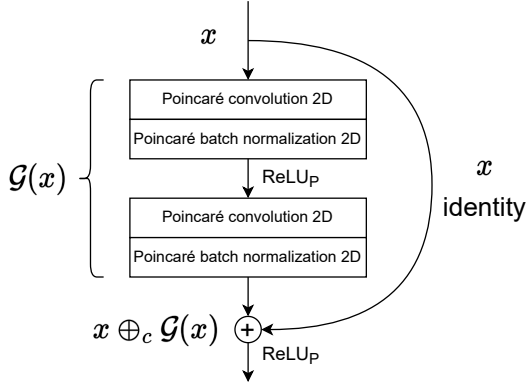 x
Poincaré convolution 2D
Poincaré batch normalization 2D
𝒢(x)
ReLU_P
x
identity
Poincaré convolution 2D
Poincaré batch normalization 2D
x ⊕_c 𝒢(x)
+
ReLU_P